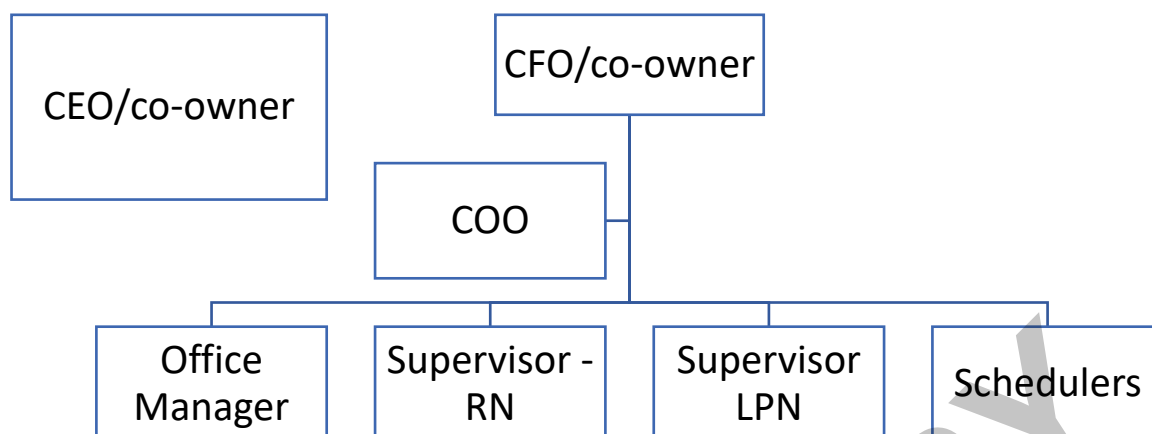 CEO/co-owner
CFO/co-owner
COO
Office
Manager
Supervisor -
RN
Supervisor
LPN
Schedulers